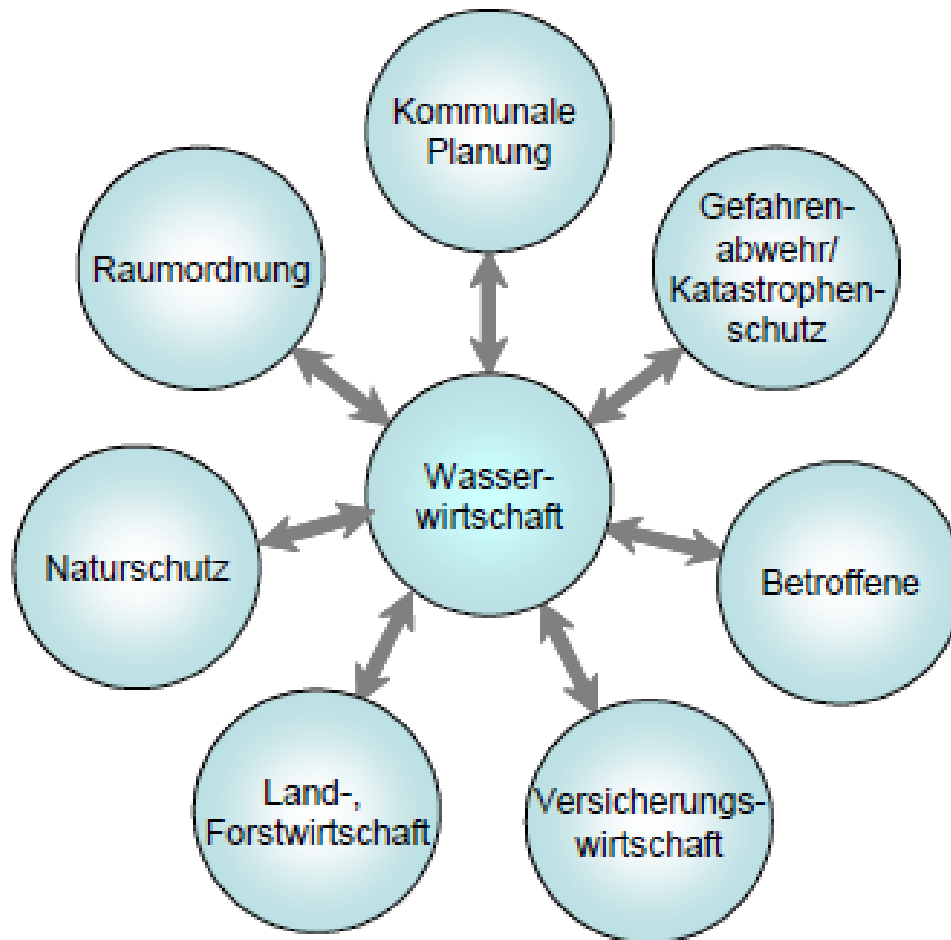 Kommunale
Planung
Gefahren-
abwehr/
Katastrophen-
schutz
Raumordnung
Wasser-
wirtschaft
Naturschutz
Betroffene
Land-,
Forstwirtschaft
Versicherungs-
wirtschaft